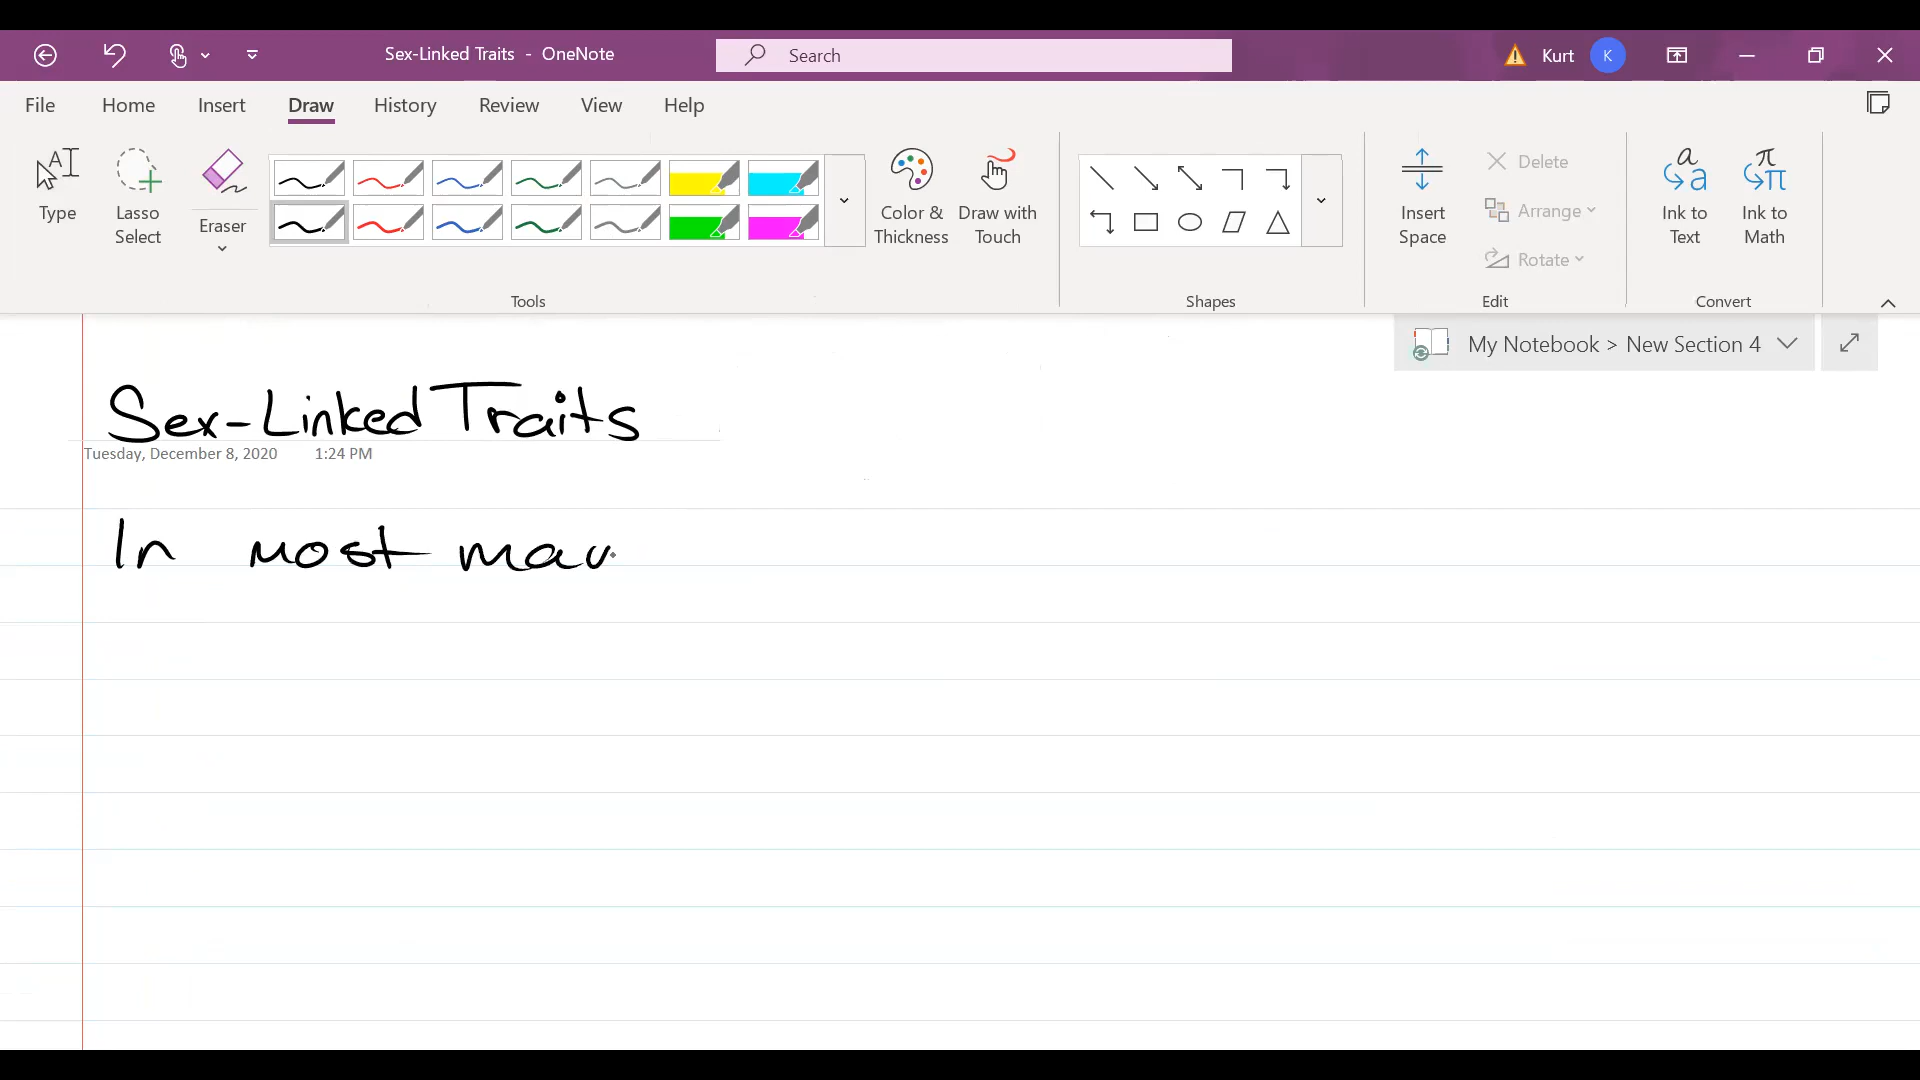 Sex-Linked Traits - OneNote
Search
Kurt
K
File Home Insert Draw History Review View Help
Type
Lasso Select
Eraser
Color & Thickness
Draw with Touch
Insert Space
Delete
Arrange
Rotate
Ink to Text
Ink to Math
Tools
Shapes
Edit
Convert
My Notebook > New Section 4
Sex-Linked Traits
Tuesday, December 8, 2020 1:24 PM
In most